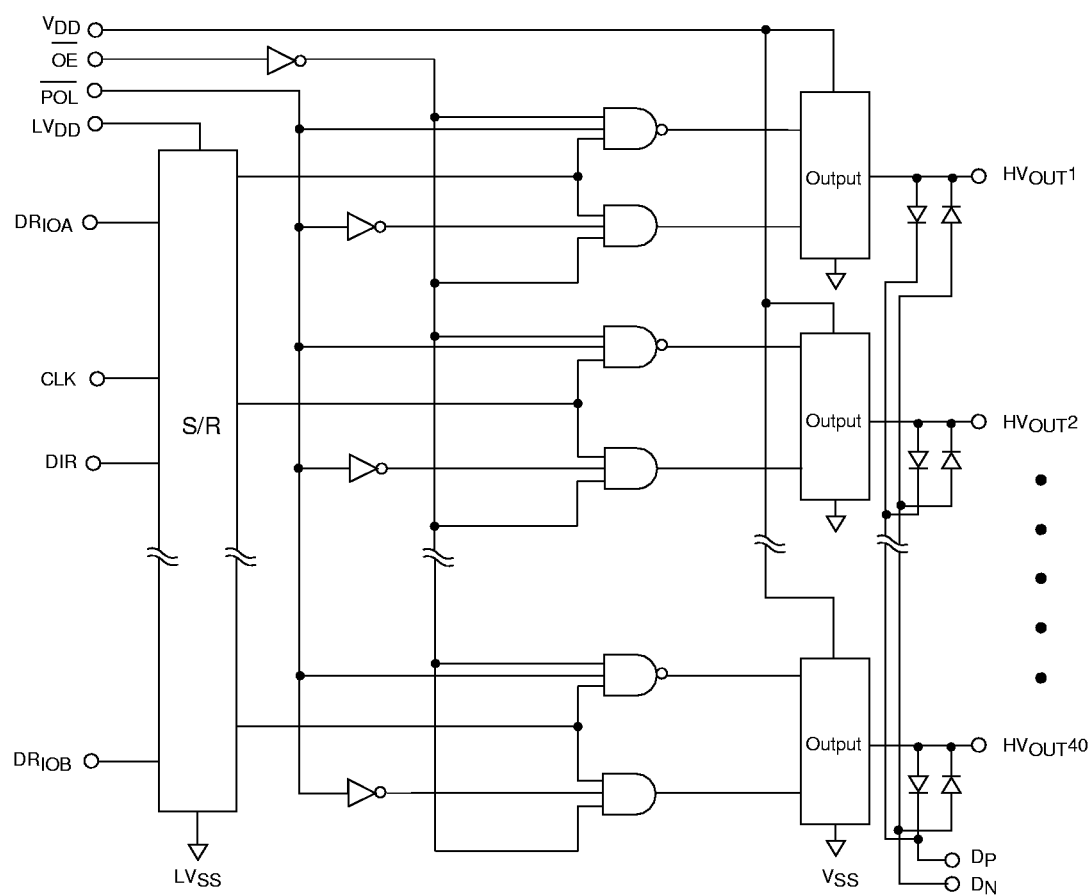 VDD
OE
POL
LVDD
DRIOA
CLK
DIR
DRIOB
S/R
LVSS
Output
HVOUT1
Output
HVOUT2
Output
HVOUT40
VSS
DP
DN